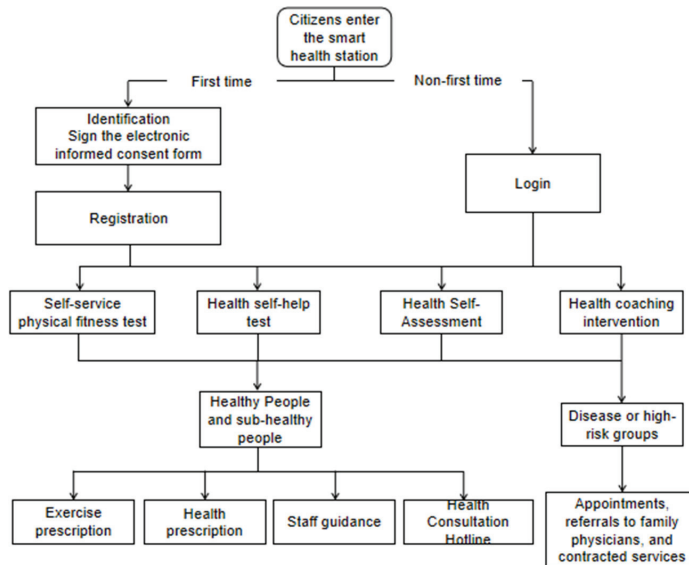 Citizens enter
the smart
health station
First time
Non-first time
Identification
Sign the electronic
informed consent form
Login
Registration
Self-service
physical fitness test
Health self-help
test
Health Self-
Assessment
Health coaching
intervention
Healthy People
and sub-healthy
people
Disease or high-
risk groups
Exercise
prescription
Health
prescription
Staff guidance
Health
Consultation
Hotline
Appointments,
referrals to family
physicians, and
contracted services